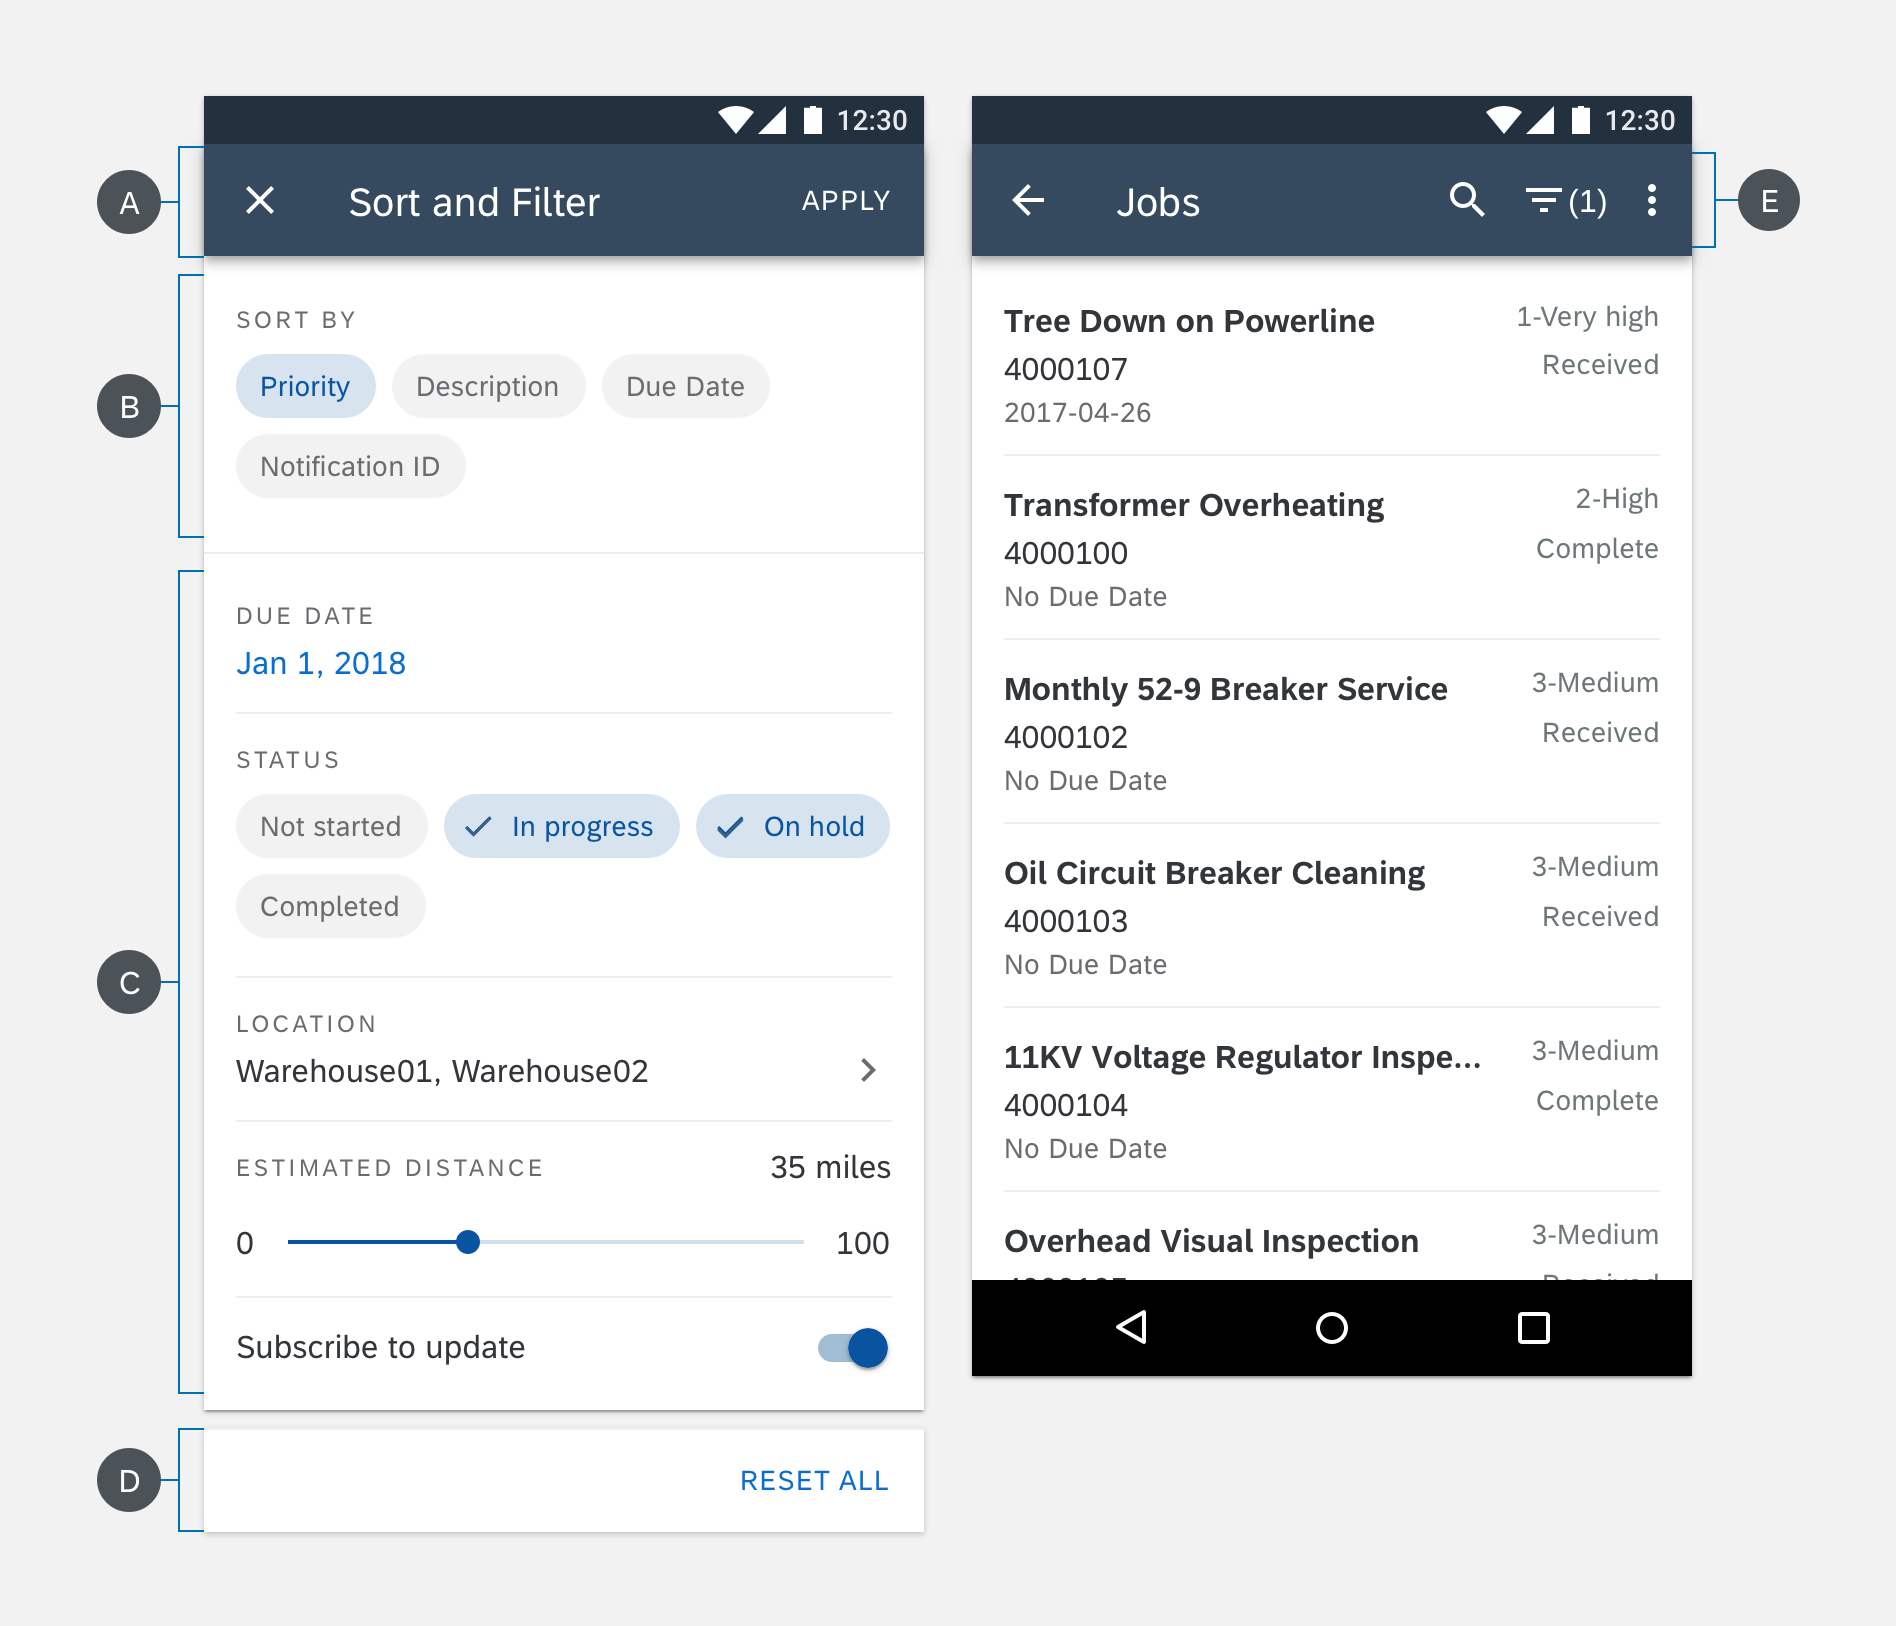 12:30
A
Sort and Filter
APPLY
B
SORT BY
Priority
Description
Due Date
Notification ID
C
DUE DATE
Jan 1, 2018
STATUS
Not started
In progress
On hold
Completed
LOCATION
Warehouse01, Warehouse02
ESTIMATED DISTANCE
35 miles
0
100
Subscribe to update
D
RESET ALL
12:30
Jobs
(1)
E
Tree Down on Powerline
1-Very high
4000107
Received
2017-04-26
Transformer Overheating
2-High
4000100
Complete
No Due Date
Monthly 52-9 Breaker Service
3-Medium
4000102
Received
No Due Date
Oil Circuit Breaker Cleaning
3-Medium
4000103
Received
No Due Date
11KV Voltage Regulator Inspe...
3-Medium
4000104
Complete
No Due Date
Overhead Visual Inspection
3-Medium